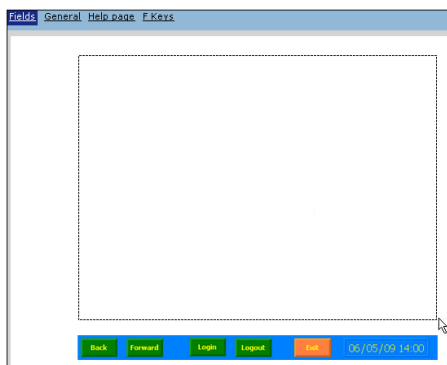 Fields General Help page F Keys
Back Forward Login Logout Exit 06/05/09 14:00